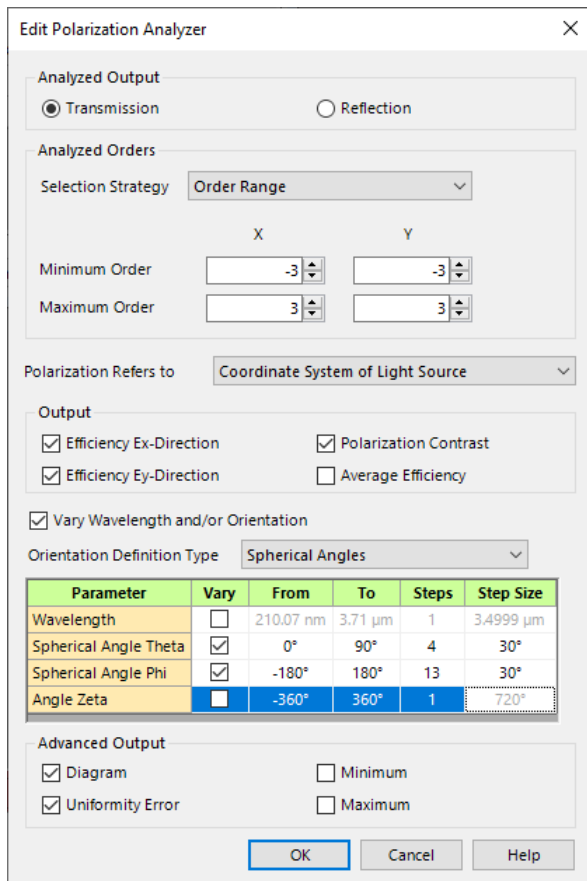 Edit Polarization Analyzer
Analyzed Output
Transmission Reflection
Analyzed Orders
Selection Strategy Order Range
X Y
Minimum Order -3 -3
Maximum Order 3 3
Polarization Refers to Coordinate System of Light Source
Output
Efficiency Ex-Direction Polarization Contrast
Efficiency Ey-Direction Average Efficiency
Vary Wavelength and/or Orientation
Orientation Definition Type Spherical Angles
Parameter Vary From To Steps Step Size
Wavelength 210.07 nm 3.71 µm 1 3.4999 µm
Spherical Angle Theta 0° 90° 4 30°
Spherical Angle Phi -180° 180° 13 30°
Angle Zeta -360° 360° 1 720°
Advanced Output
Diagram Minimum
Uniformity Error Maximum
OK Cancel Help